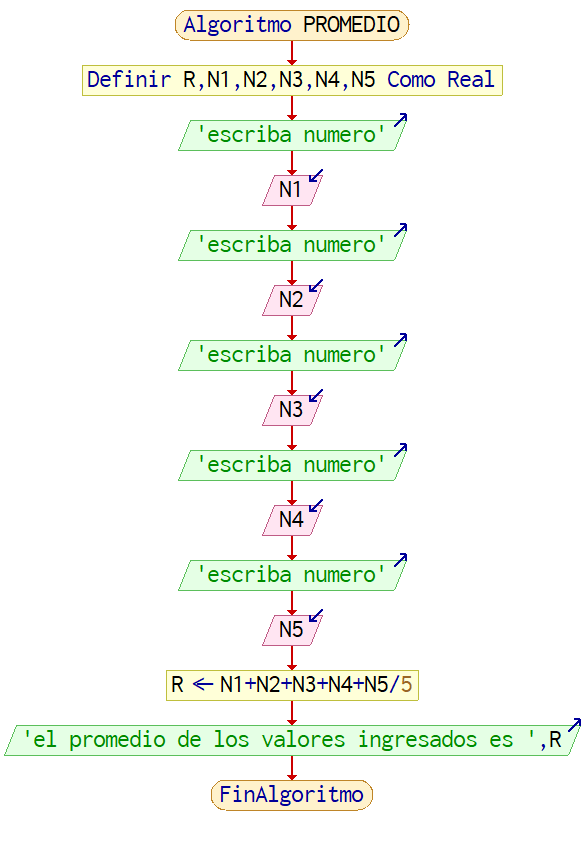 Algoritmo PROMEDIO
Definir R,N1,N2,N3,N4,N5 Como Real
'escriba numero'
N1
'escriba numero'
N2
'escriba numero'
N3
'escriba numero'
N4
'escriba numero'
N5
R ← N1+N2+N3+N4+N5/5
'el promedio de los valores ingresados es ',R
FinAlgoritmo